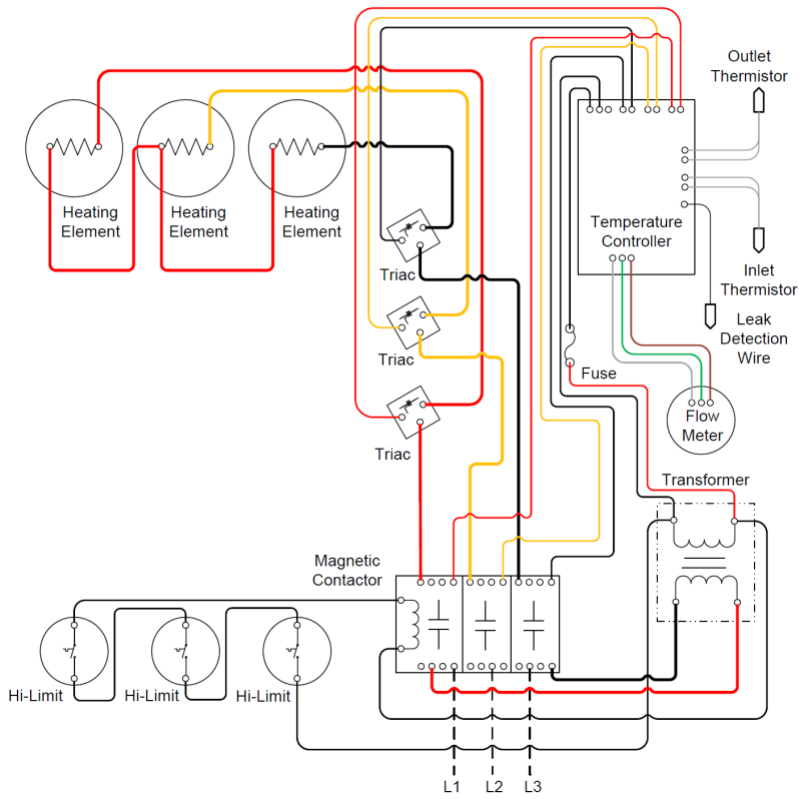 Outlet
Thermistor
Heating
Element
Heating
Element
Heating
Element
Temperature
Controller
Triac
Inlet
Thermistor
Leak
Detection
Wire
Triac
Fuse
Flow
Meter
Triac
Transformer
Magnetic
Contactor
Hi-Limit
Hi-Limit
Hi-Limit
L1
L2
L3